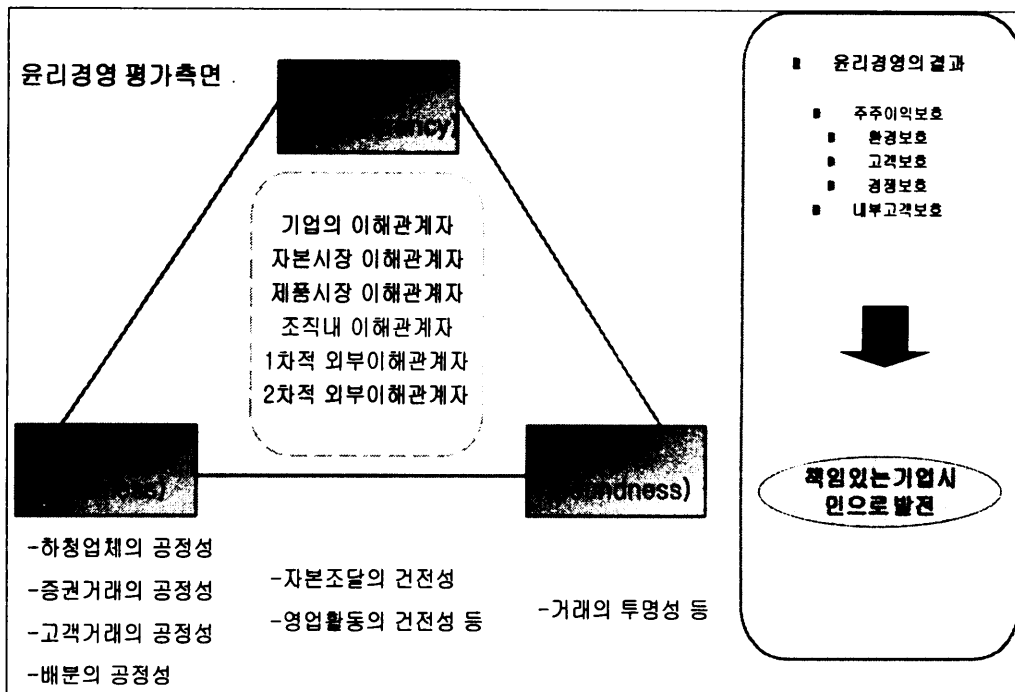 윤리경영 평가측면
기업의 이해관계자
자본시장 이해관계자
제품시장 이해관계자
조직내 이해관계자
1차적 외부이해관계자
2차적 외부이해관계자
-하청업체의 공정성
-증권거래의 공정성
-고객거래의 공정성
-배분의 공정성
-자본조달의 건전성
-영업활동의 건전성 등
-거래의 투명성 등
윤리경영의 결과
주주이익보호
환경보호
고객보호
경쟁보호
내부고객보호
책임있는기업시
민으로발전